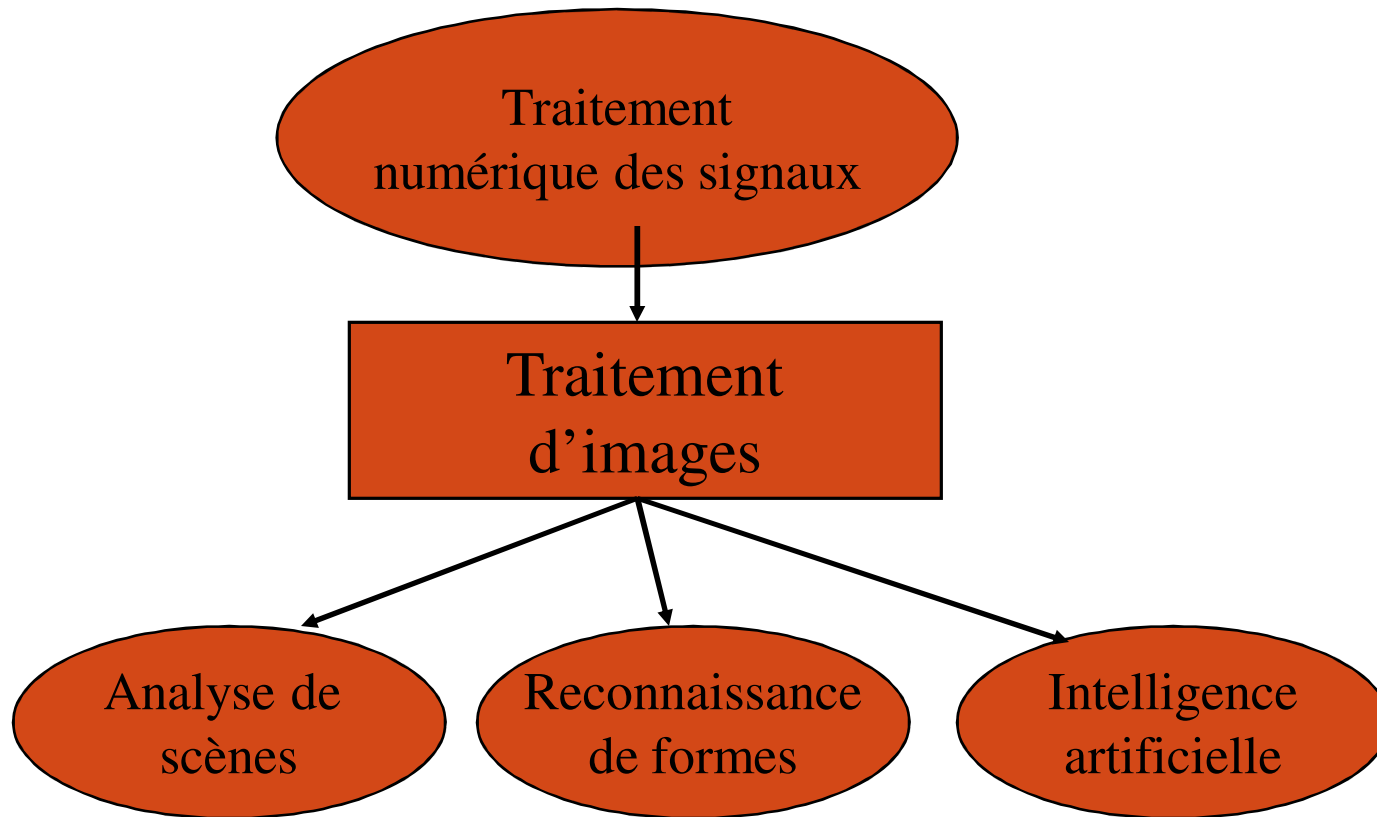 Traitement
numérique des signaux
Traitement
d’images
Analyse de
scènes
Reconnaissance
de formes
Intelligence
artificielle